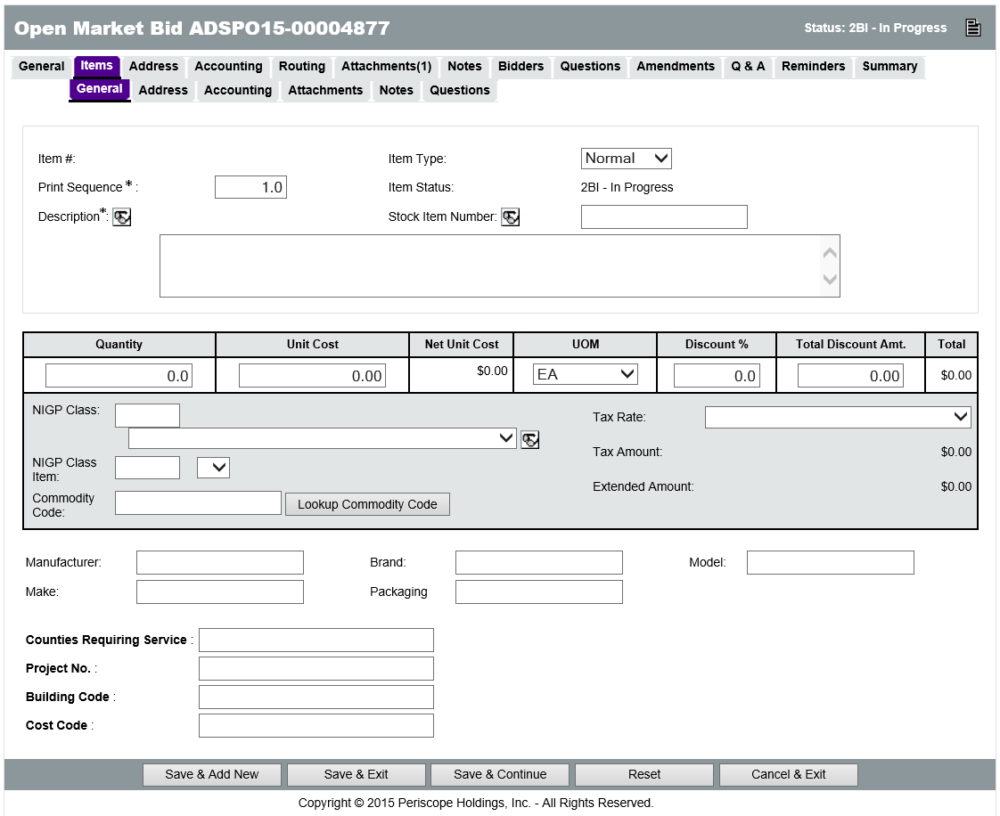 Open Market Bid ADSPO15-00004877 Status: 2BI - In Progress
General Items Address Accounting Routing Attachments(1) Notes Bidders Questions Amendments Q & A Reminders Summary
General Address Accounting Attachments Notes Questions
Item #: Item Type: Normal
Print Sequence * : 1.0 Item Status: 2BI - In Progress
Description*: Stock Item Number:
Quantity Unit Cost Net Unit Cost UOM Discount % Total Discount Amt. Total
0.0 0.00 $0.00 EA 0.0 0.00 $0.00
NIGP Class: Tax Rate:
Tax Amount: $0.00
NIGP Class
Item:
Extended Amount: $0.00
Commodity
Code: Lookup Commodity Code
Manufacturer: Brand: Model:
Make: Packaging
Counties Requiring Service :
Project No. :
Building Code :
Cost Code :
Save & Add New Save & Exit Save & Continue Reset Cancel & Exit
Copyright © 2015 Periscope Holdings, Inc. - All Rights Reserved.